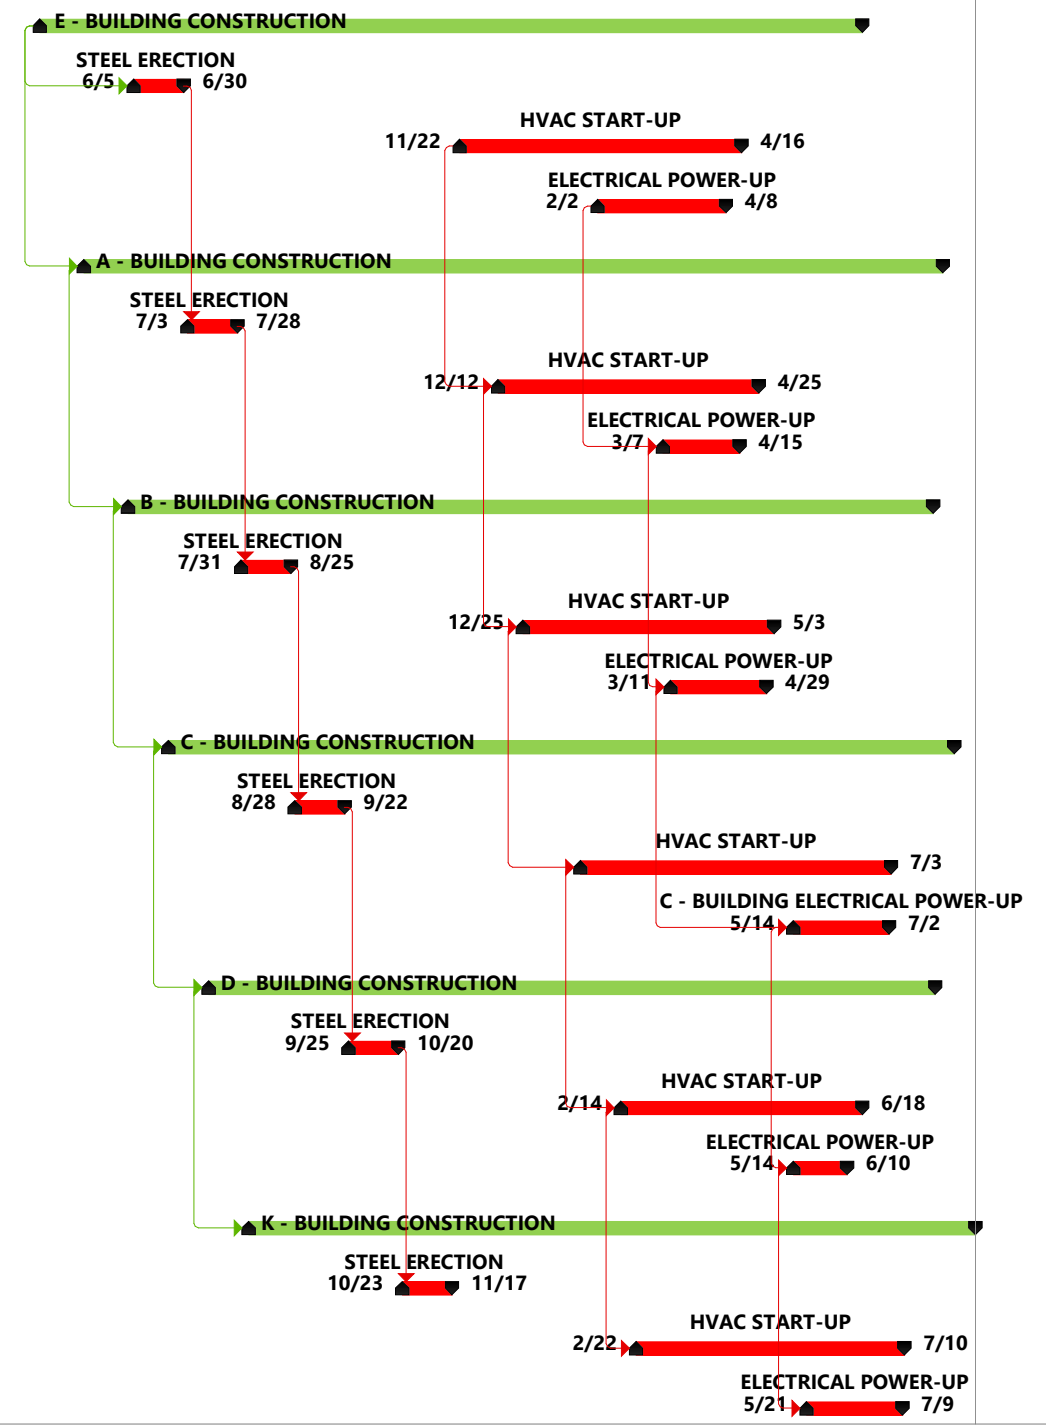 E - BUILDING CONSTRUCTION
STEEL ERECTION
6/5 6/30
HVAC START-UP
11/22 4/16
ELECTRICAL POWER-UP
2/2 4/8
A - BUILDING CONSTRUCTION
STEEL ERECTION
7/3 7/28
HVAC START-UP
12/12 4/25
ELECTRICAL POWER-UP
3/7 4/15
B - BUILDING CONSTRUCTION
STEEL ERECTION
7/31 8/25
HVAC START-UP
12/25 5/3
ELECTRICAL POWER-UP
3/11 4/29
C - BUILDING CONSTRUCTION
STEEL ERECTION
8/28 9/22
HVAC START-UP
7/3
C - BUILDING ELECTRICAL POWER-UP
5/14 7/2
D - BUILDING CONSTRUCTION
STEEL ERECTION
9/25 10/20
HVAC START-UP
2/14 6/18
ELECTRICAL POWER-UP
5/14 6/10
K - BUILDING CONSTRUCTION
STEEL ERECTION
10/23 11/17
HVAC START-UP
2/22 7/10
ELECTRICAL POWER-UP
5/21 7/9